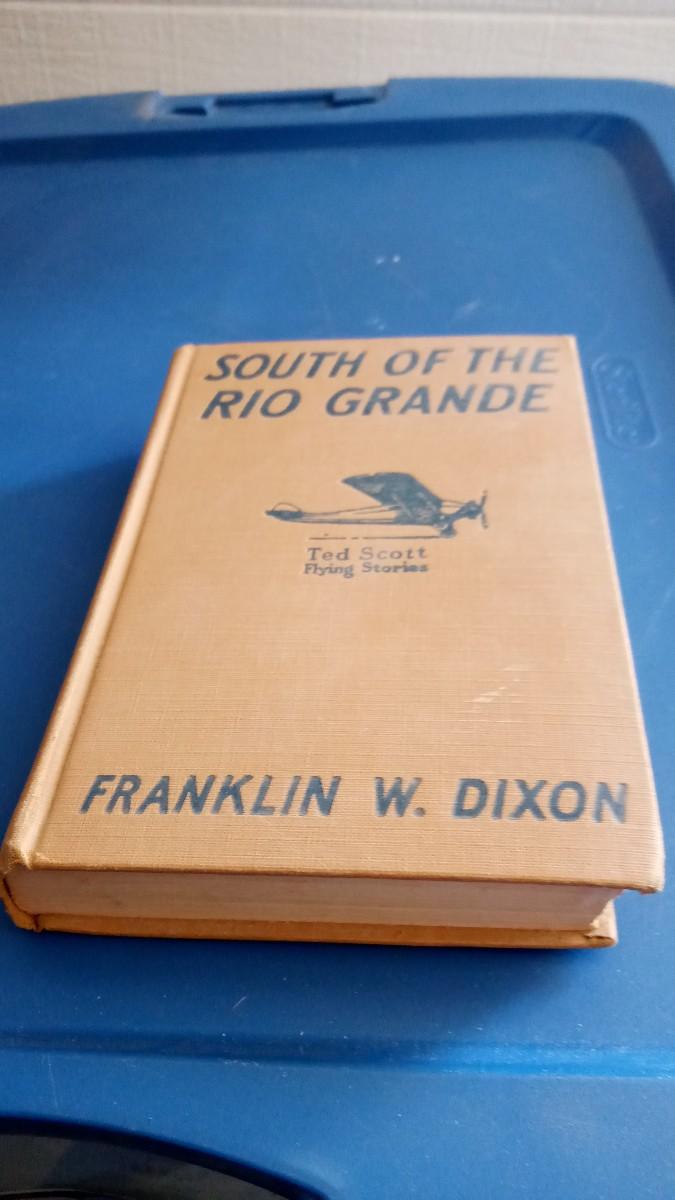 SOUTH OF THE
RIO GRANDE
Ted Scott
Flying Stories
FRANKLIN W. DIXON